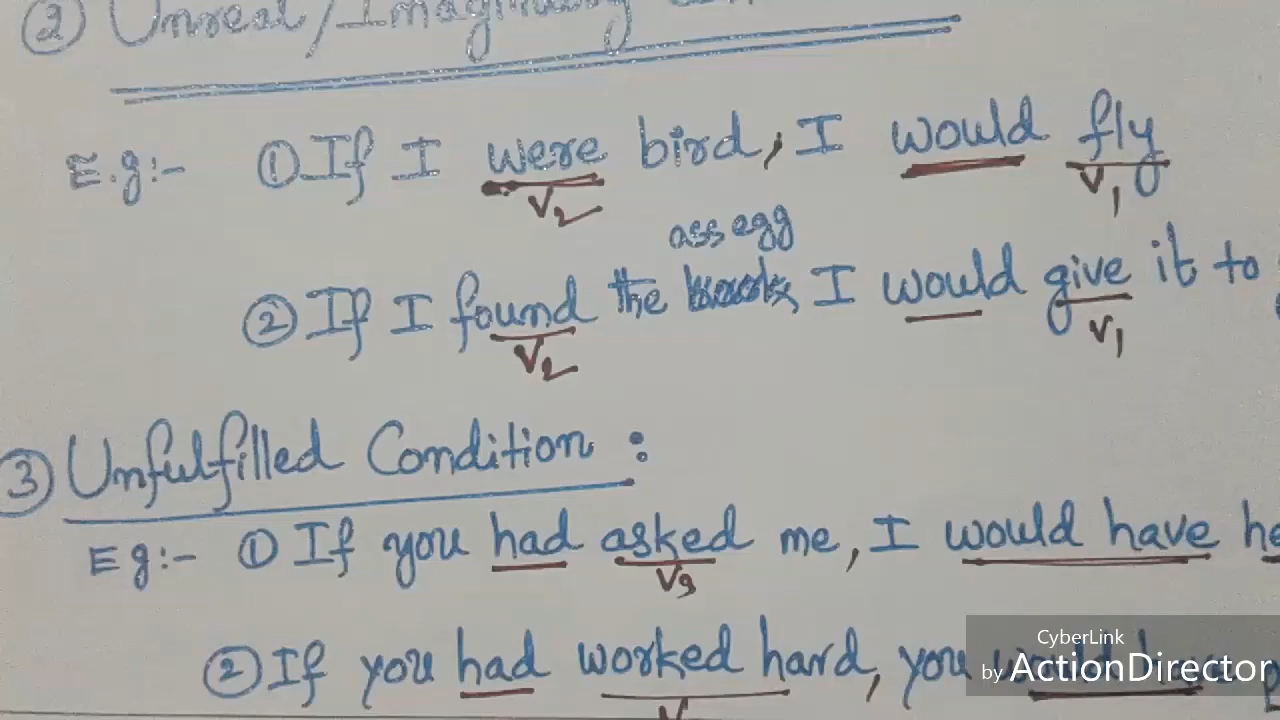 ② Unreal/Imaginary
E.g:- ① If I were bird, I would fly
V2 V1
ass egg
② If I found the I would give it to
V2 V1
③ Unfulfilled Condition :
Eg:- ① If you had asked me, I would have he
V3
② If you had worked hard, you would
V
CyberLink
by ActionDirector